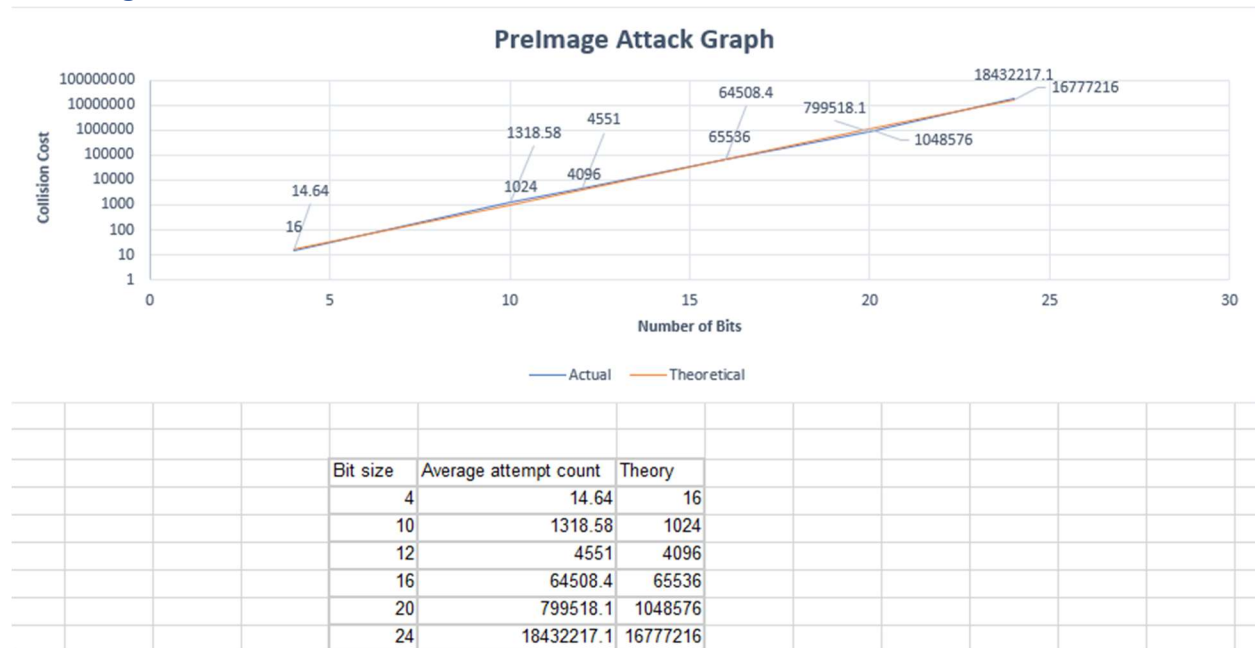 PreImage Attack Graph
100000000
10000000
1000000
100000
10000
1000
100
10
1
Collision Cost
14.64
16
1318.58
1024
4551
4096
64508.4
65536
799518.1
1048576
18432217.1
16777216
0 5 10 15 20 25 30
Number of Bits
Actual Theoretical
Bit size Average attempt count Theory
4 14.64 16
10 1318.58 1024
12 4551 4096
16 64508.4 65536
20 799518.1 1048576
24 18432217.1 16777216